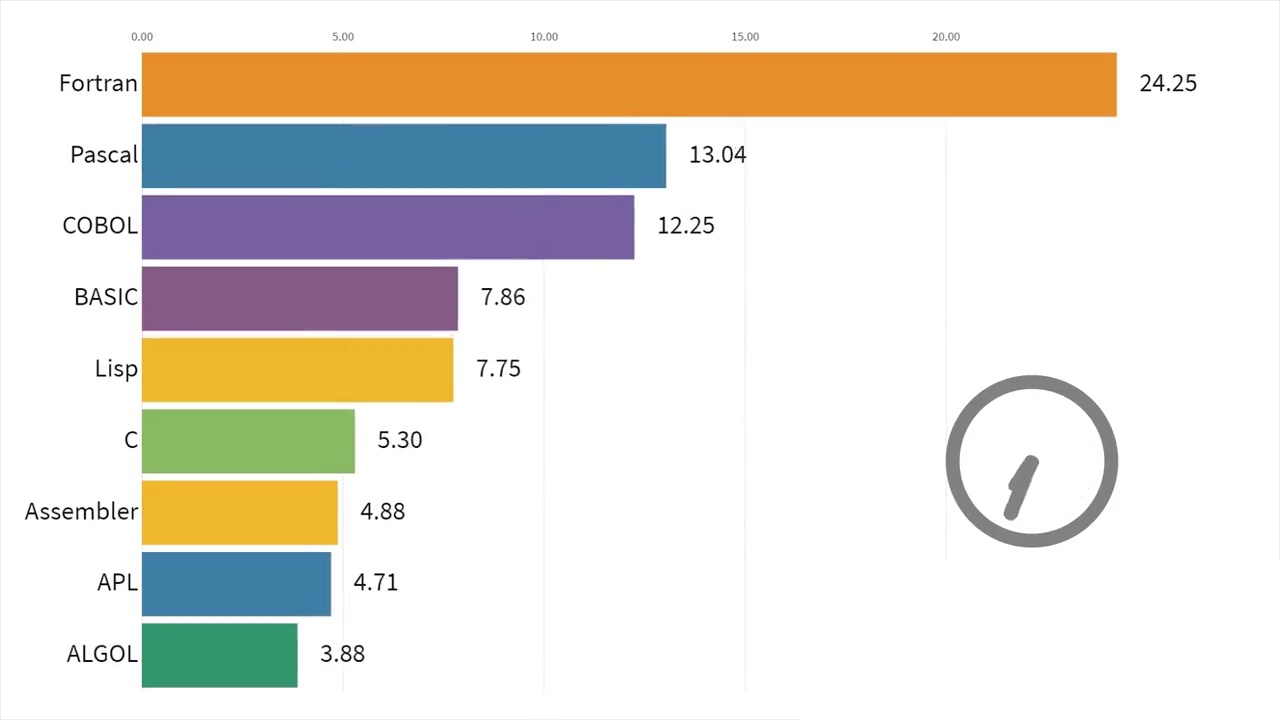 0.00 5.00 10.00 15.00 20.00
Fortran 24.25
Pascal 13.04
COBOL 12.25
BASIC 7.86
Lisp 7.75
C 5.30
Assembler 4.88
APL 4.71
ALGOL 3.88